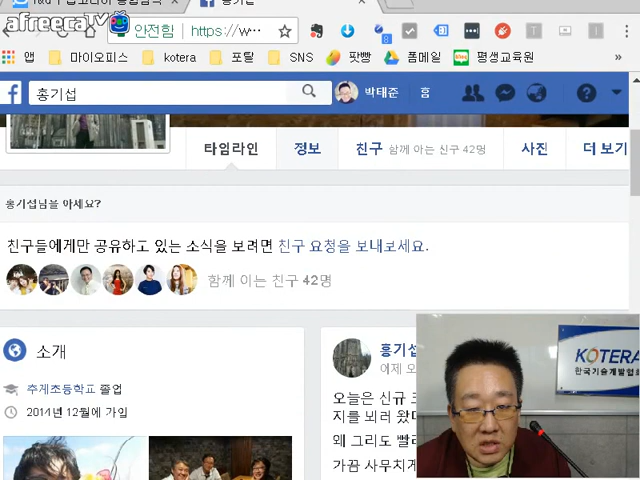 afreecaTV
안전함 https://w...
앱 마이오피스 kotera 포탈 SNS 팟빵 폼메일 평생교육원 »
f 홍기섭 박태준 홈
타임라인 정보 친구 함께 아는 친구 42명 사진 더 보기
홍기섭님을 아세요?
친구들에게만 공유하고 있는 소식을 보려면 친구 요청을 보내보세요.
함께 아는 친구 42명
소개
추계초등학교 졸업
2014년 12월에 가입
홍기섭
어제 오
오늘은 신규
지를 뵈러 왔
왜 그리도 빨리
가끔 사무치게
KOTERA
한국기술개발협회